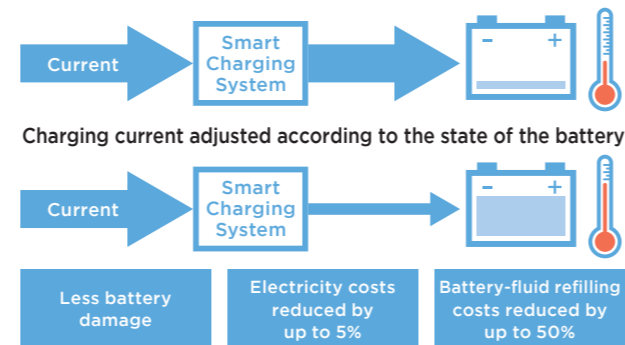 Current
Smart
Charging
System
- +
Charging current adjusted according to the state of the battery
Current
Smart
Charging
System
- +
Less battery
damage
Electricity costs
reduced by
up to 5%
Battery-fluid refilling
costs reduced by
up to 50%